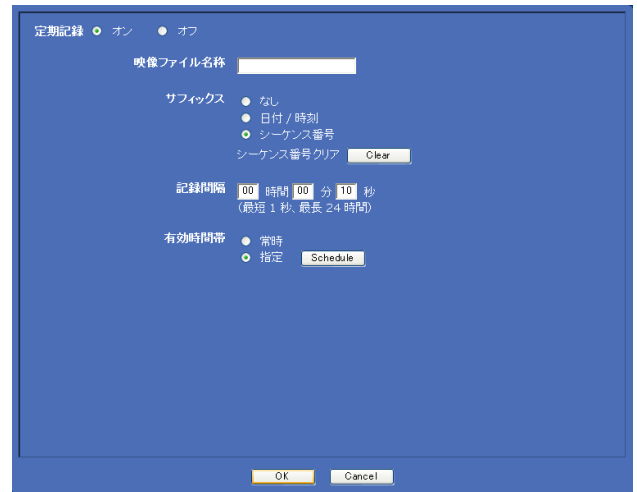 定期記録 オン オフ
映像ファイル名称
サフィックス なし
日付 / 時刻
シーケンス番号
シーケンス番号クリア Clear
記録間隔 00 時間 00 分 10 秒
(最短 1 秒、最長 24 時間)
有効時間帯 常時
指定 Schedule
OK Cancel